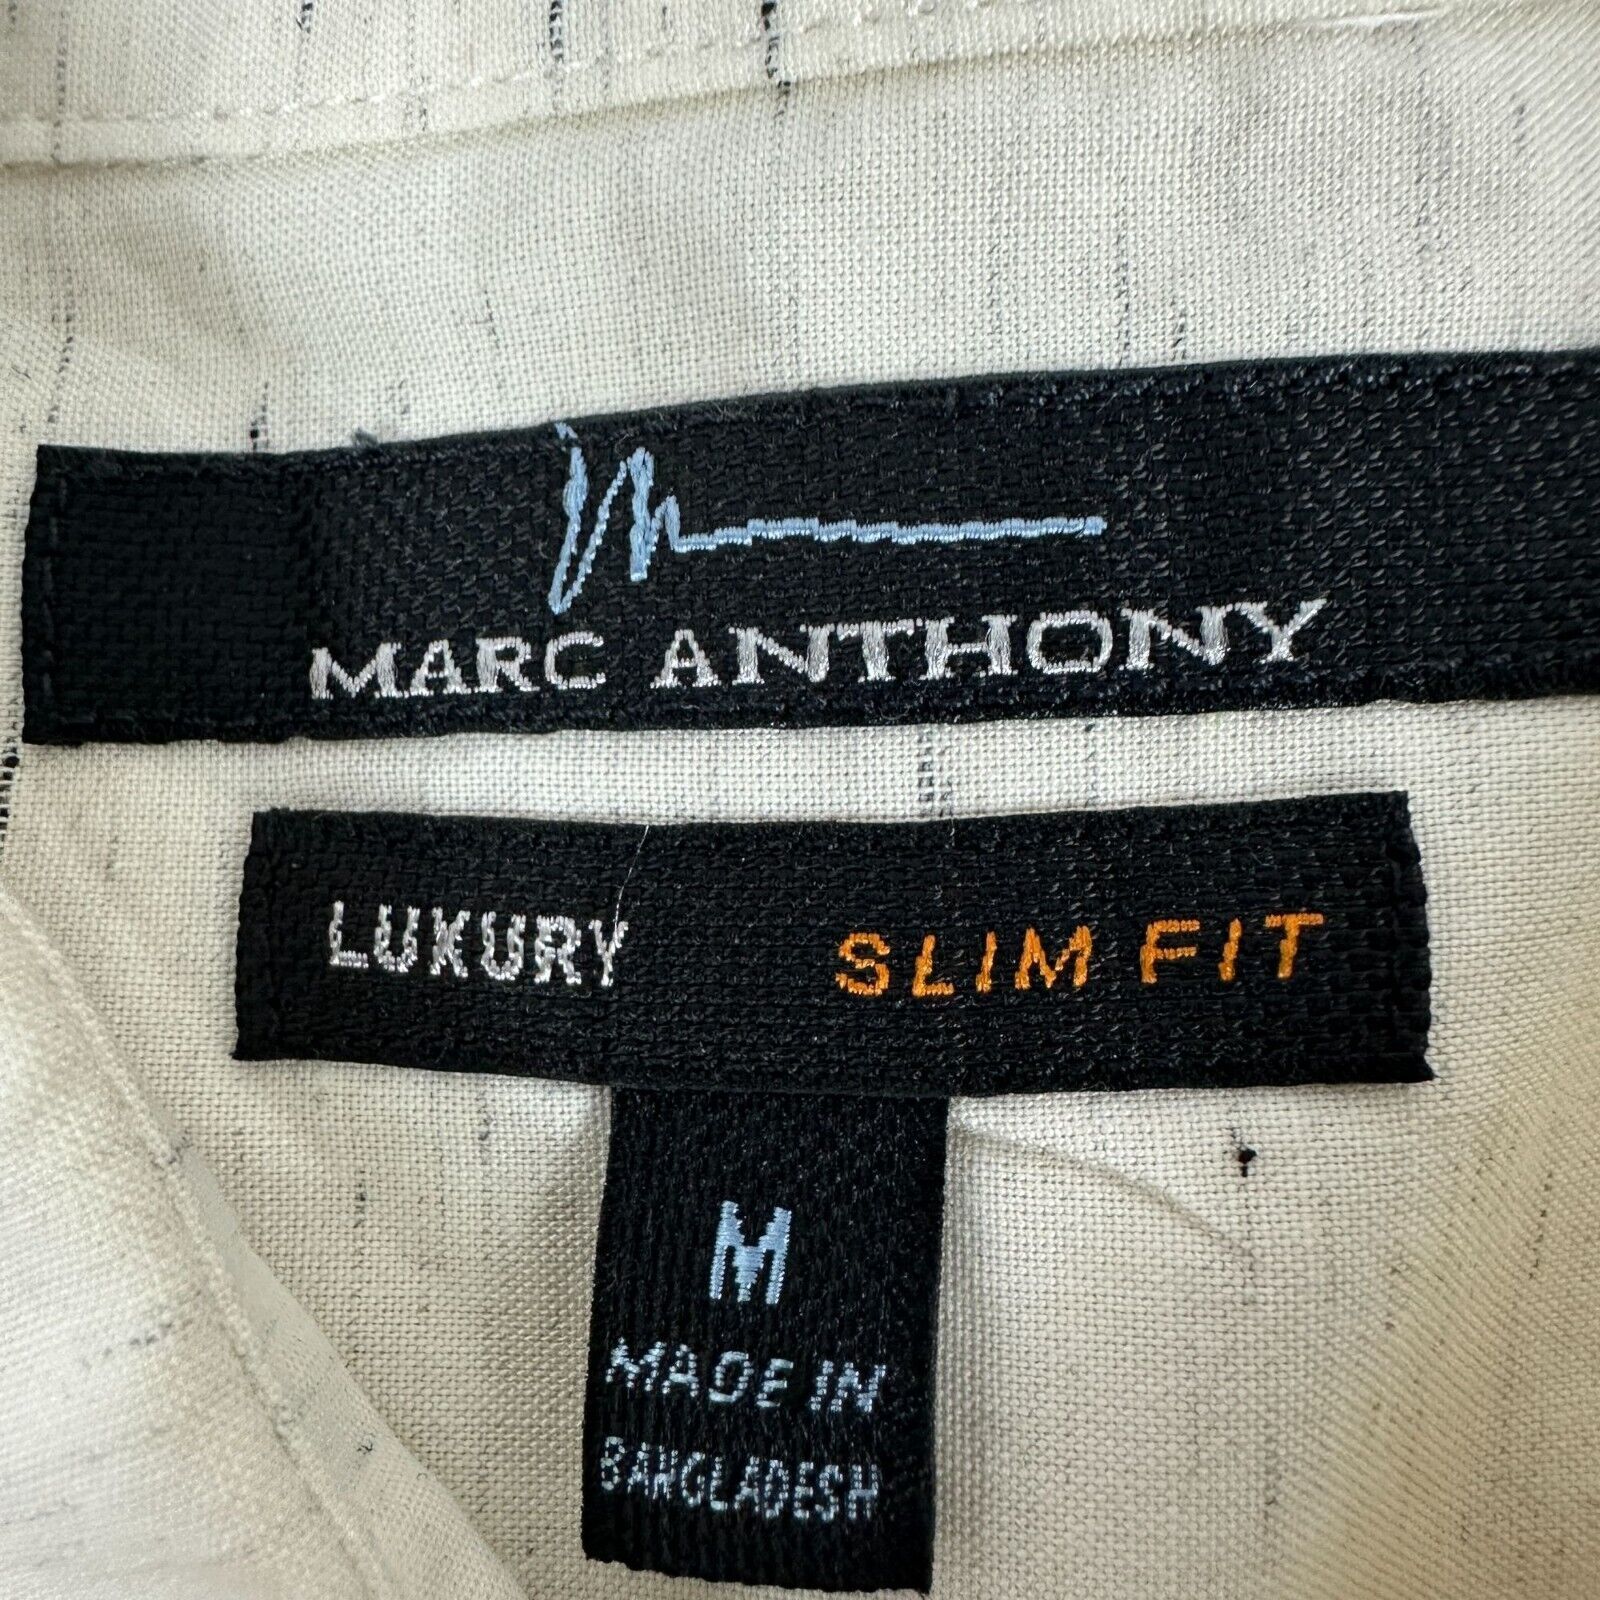 MARC ANTHONY
LUXURY SLIM FIT
M
MADE IN
BANGLADESH